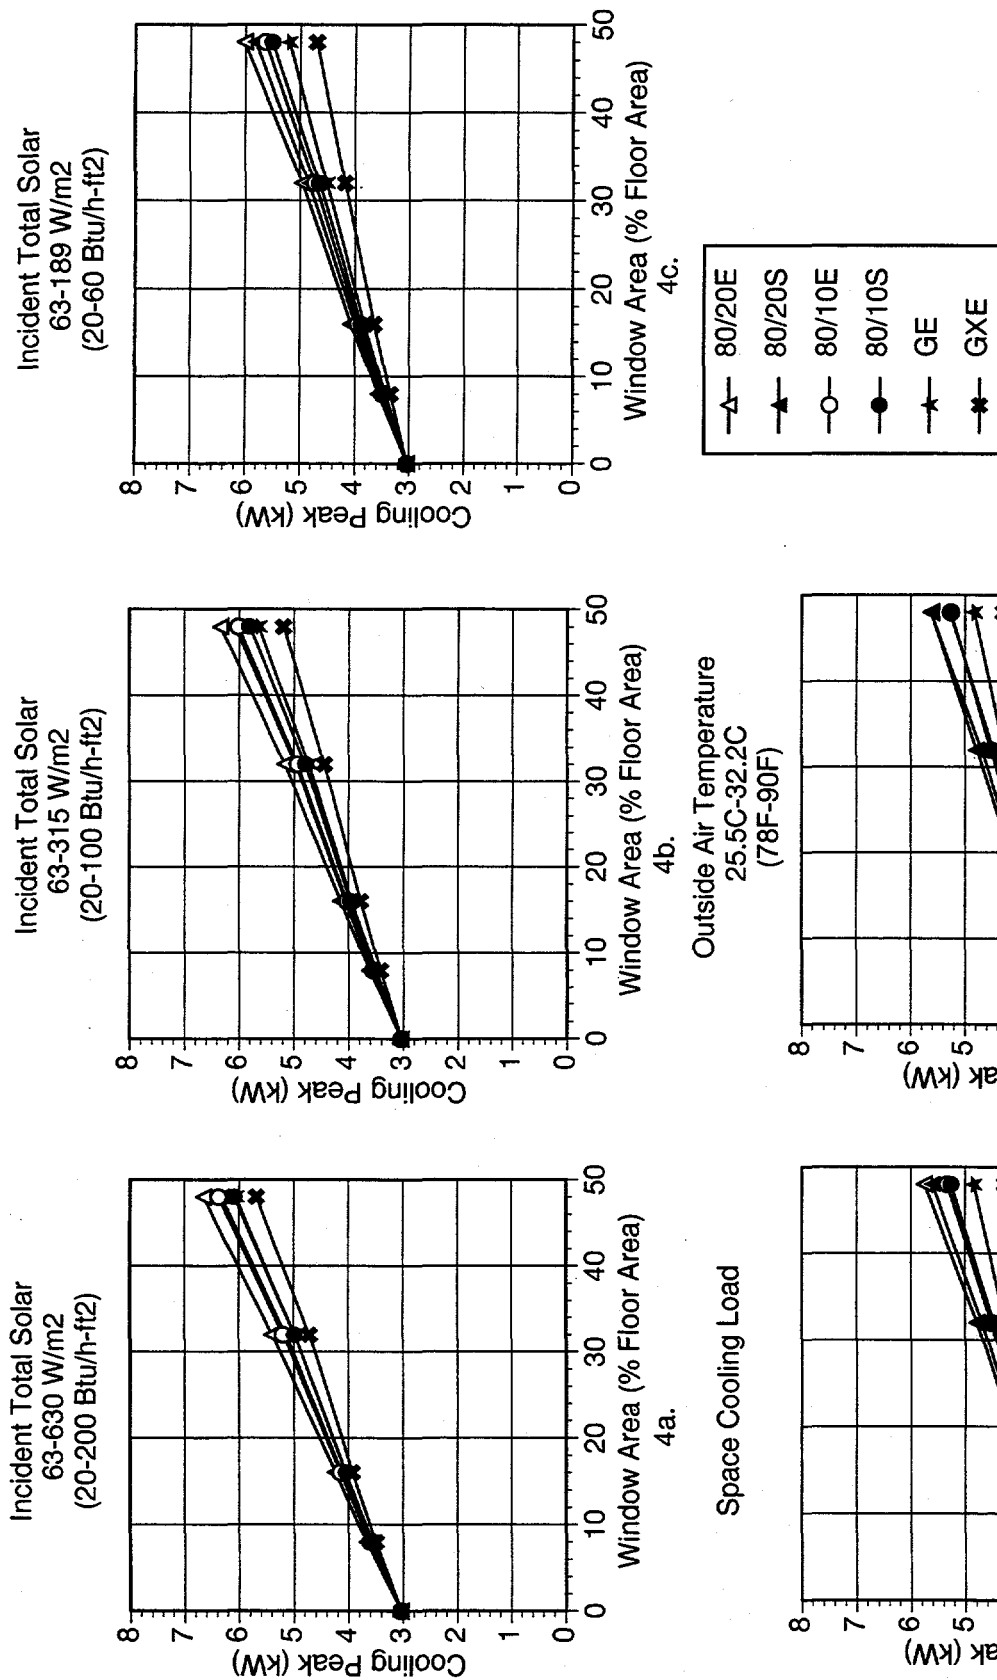 Incident Total Solar
63-630 W/m2
(20-200 Btu/h-ft2)
Cooling Peak (kW)
8
7
6
5
4
3
2
1
0
0
10
20
30
40
50
Window Area (% Floor Area)
4a.
Incident Total Solar
63-315 W/m2
(20-100 Btu/h-ft2)
Cooling Peak (kW)
8
7
6
5
4
3
2
1
0
0
10
20
30
40
50
Window Area (% Floor Area)
4b.
Incident Total Solar
63-189 W/m2
(20-60 Btu/h-ft2)
Cooling Peak (kW)
8
7
6
5
4
3
2
1
0
0
10
20
30
40
50
Window Area (% Floor Area)
4c.
Space Cooling Load
8
7
6
5
(kW)
Outside Air Temperature
25.5C-32.2C
(78F-90F)
8
7
6
5
(kW)
80/20E
80/20S
80/10E
80/10S
GE
GXE